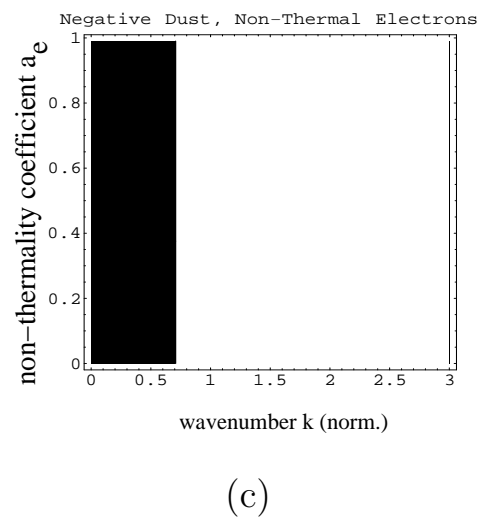 Negative Dust, Non-Thermal Electrons
non-thermality coefficient a_e
1
0.8
0.6
0.4
0.2
0
0 0.5 1 1.5 2 2.5 3
wavenumber k (norm.)
(c)